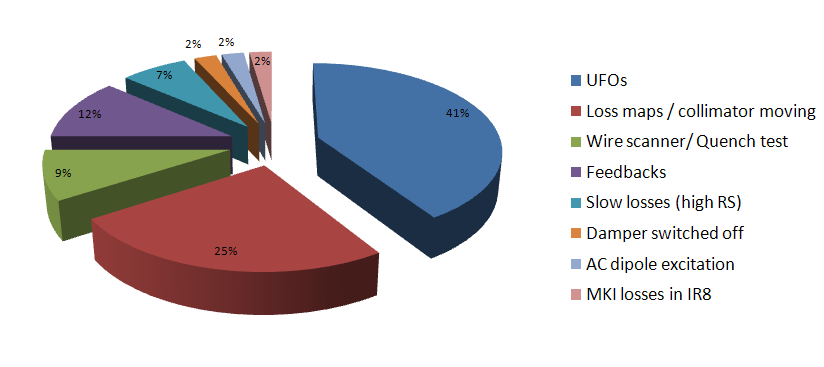 2%
2%
2%
7%
12%
41%
9%
25%
UFOs
Loss maps / collimator moving
Wire scanner/ Quench test
Feedbacks
Slow losses (high RS)
Damper switched off
AC dipole excitation
MKI losses in IR8